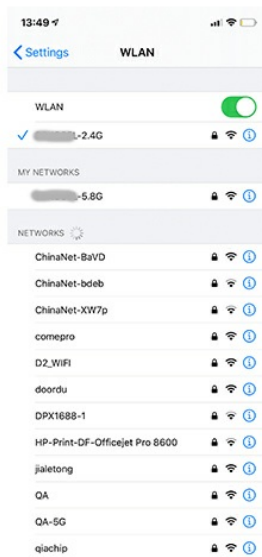 13:49
Settings
WLAN
WLAN
-2.4G
MY NETWORKS
-5.8G
NETWORKS
ChinaNet-BaVD
ChinaNet-bdeb
ChinaNet-XW7p
comepro
D2_WIFI
doordu
DPX1688-1
HP-Print-DF-Officejet Pro 8600
jialetong
QA
QA-5G
qiachip